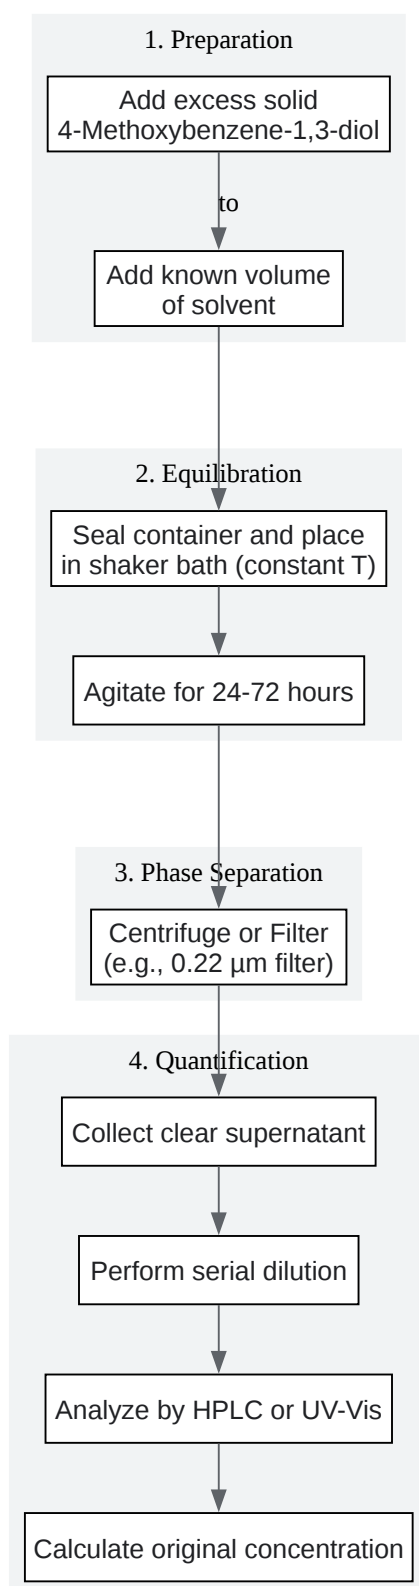 1. Preparation
Add excess solid
4-Methoxybenzene-1,3-diol
to
Add known volume
of solvent
2. Equilibration
Seal container and place
in shaker bath (constant T)
Agitate for 24-72 hours
3. Phase Separation
Centrifuge or Filter
(e.g., 0.22 µm filter)
4. Quantification
Collect clear supernatant
Perform serial dilution
Analyze by HPLC or UV-Vis
Calculate original concentration